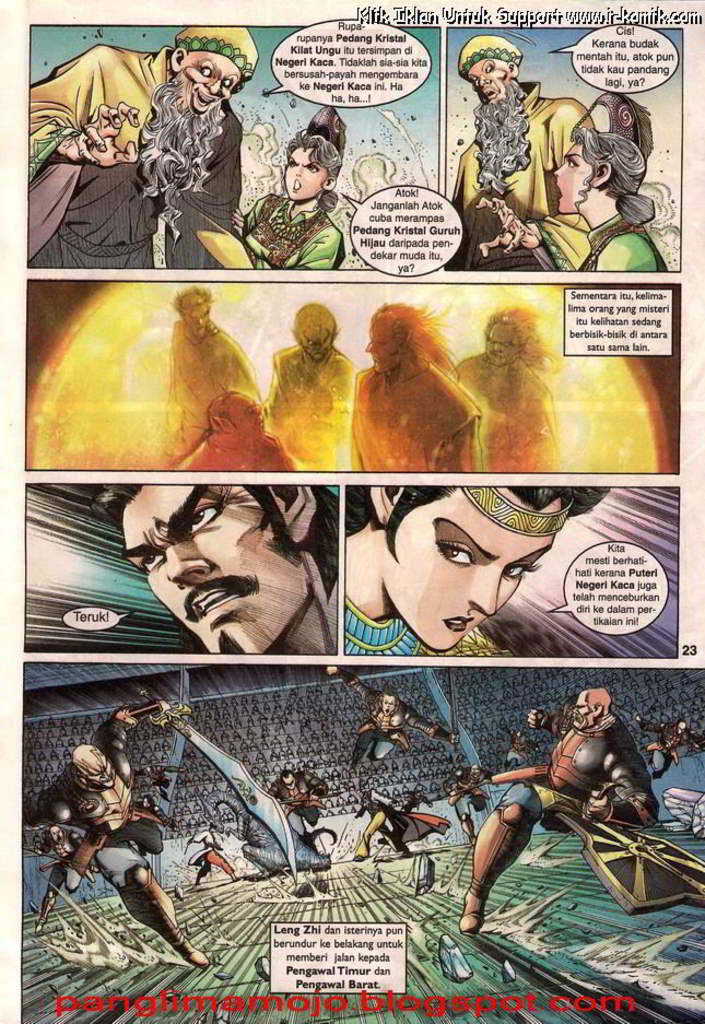 Klik Iklan Untuk Support www.ir-komik.com
Rupa-
rupanya Pedang Kristal
Kilat Ungu itu tersimpan di
Negeri Kaca. Tidaklah sia-sia kita
bersusah-payah mengembara
ke Negeri Kaca ini. Ha
ha, ha...!
Atok!
Janganlah Atok
cuba merampas
Pedang Kristal Guruh
Hijau daripada pen-
dekar muda itu,
ya?
Cis!
Kerana budak
mentah itu, atok pun
tidak kau pandang
lagi, ya?
Sementara itu, kelima-
lima orang yang misteri
itu kelihatan sedang
berbisik-bisik di antara
satu sama lain.
Teruk!
Kita
mesti berhati-
hati kerana Puteri
Negeri Kaca juga
telah menceburkan
diri ke dalam per-
tikaian ini!
23
Leng Zhi dan isterinya pun
berundur ke belakang untuk
memberi jalan kepada
Pengawal Timur dan
Pengawal Barat.
panglimamojo.blogspot.com